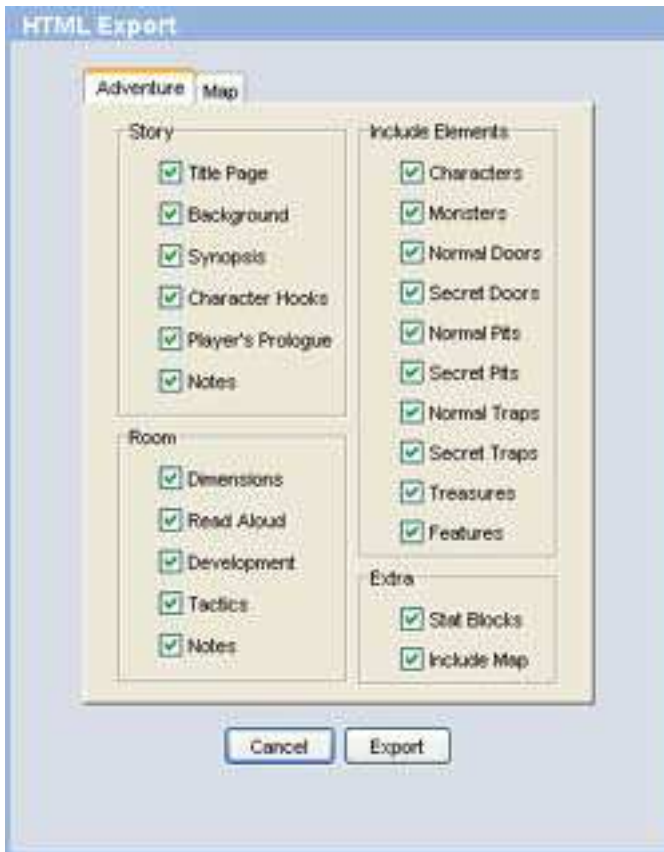 HTML Export
Adventure
Map
Story
Title Page
Background
Synopsis
Character Hooks
Player's Prologue
Notes
Room
Dimensions
Read Aloud
Development
Tactics
Notes
Include Elements
Characters
Monsters
Normal Doors
Secret Doors
Normal Pits
Secret Pits
Normal Traps
Secret Traps
Treasures
Features
Extra
Stat Blocks
Include Map
Cancel
Export